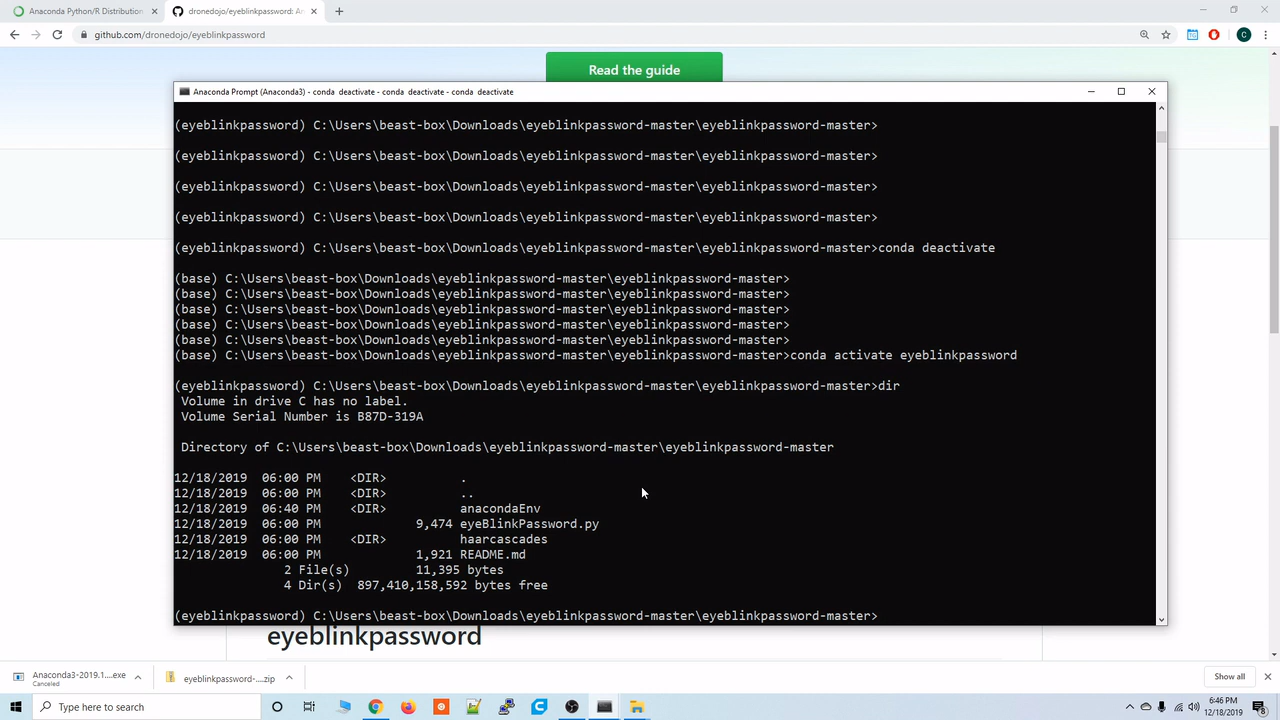 Anaconda Python/R Distribution
dronedojo/eyeblinkpassword: An
github.com/dronedojo/eyeblinkpassword
C
Read the guide
Anaconda Prompt (Anaconda3) - conda  deactivate - conda  deactivate - conda  deactivate
(eyeblinkpassword) C:\Users\beast-box\Downloads\eyeblinkpassword-master\eyeblinkpassword-master>
(eyeblinkpassword) C:\Users\beast-box\Downloads\eyeblinkpassword-master\eyeblinkpassword-master>
(eyeblinkpassword) C:\Users\beast-box\Downloads\eyeblinkpassword-master\eyeblinkpassword-master>
(eyeblinkpassword) C:\Users\beast-box\Downloads\eyeblinkpassword-master\eyeblinkpassword-master>
(eyeblinkpassword) C:\Users\beast-box\Downloads\eyeblinkpassword-master\eyeblinkpassword-master>conda deactivate
(base) C:\Users\beast-box\Downloads\eyeblinkpassword-master\eyeblinkpassword-master>
(base) C:\Users\beast-box\Downloads\eyeblinkpassword-master\eyeblinkpassword-master>
(base) C:\Users\beast-box\Downloads\eyeblinkpassword-master\eyeblinkpassword-master>
(base) C:\Users\beast-box\Downloads\eyeblinkpassword-master\eyeblinkpassword-master>
(base) C:\Users\beast-box\Downloads\eyeblinkpassword-master\eyeblinkpassword-master>
(base) C:\Users\beast-box\Downloads\eyeblinkpassword-master\eyeblinkpassword-master>conda activate eyeblinkpassword
(eyeblinkpassword) C:\Users\beast-box\Downloads\eyeblinkpassword-master\eyeblinkpassword-master>dir
Volume in drive C has no label.
Volume Serial Number is B87D-319A
Directory of C:\Users\beast-box\Downloads\eyeblinkpassword-master\eyeblinkpassword-master
12/18/2019  06:00 PM    <DIR>          .
12/18/2019  06:00 PM    <DIR>          ..
12/18/2019  06:40 PM    <DIR>          anacondaEnv
12/18/2019  06:00 PM             9,474 eyeBlinkPassword.py
12/18/2019  06:00 PM    <DIR>          haarcascades
12/18/2019  06:00 PM             1,921 README.md
2 File(s)         11,395 bytes
4 Dir(s)  897,410,158,592 bytes free
(eyeblinkpassword) C:\Users\beast-box\Downloads\eyeblinkpassword-master\eyeblinkpassword-master>
eyeblinkpassword
Anaconda3-2019.1....exe
Canceled
eyeblinkpassword-....zip
Show all
Type here to search
6:46 PM
12/18/2019
8